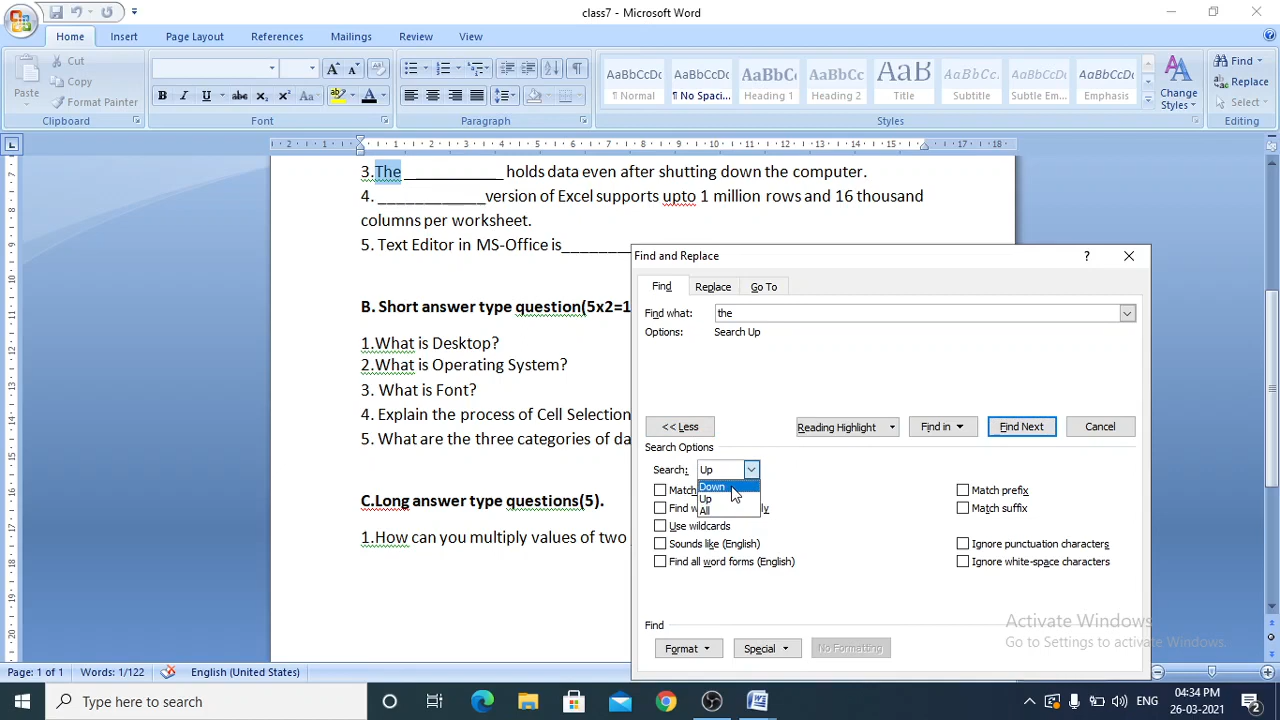 class7 - Microsoft Word
Home Insert Page Layout References Mailings Review View
Paste
Cut
Copy
Format Painter
Clipboard
Font
Paragraph
AaBbCcDc AaBbCcDc AaBbC AaBbCc AaB AaBbCc AaBbCcDc AaBbCcDc
¶ Normal ¶ No Spaci... Heading 1 Heading 2 Title Subtitle Subtle Em... Emphasis
Change Styles
Styles
Find
Replace
Select
Editing
3.The ____________ holds data even after shutting down the computer.
4. _____________version of Excel supports upto 1 million rows and 16 thousand
columns per worksheet.
5. Text Editor in MS-Office is________
B. Short answer type question(5x2=1
1.What is Desktop?
2.What is Operating System?
3. What is Font?
4. Explain the process of Cell Selection
5. What are the three categories of da
C.Long answer type questions(5).
1.How can you multiply values of two
Find and Replace
Find Replace Go To
Find what: the
Options: Search Up
<< Less Reading Highlight Find in Find Next Cancel
Search Options
Search: Up
Down
Up
All
Match
Find w
ly
Use wildcards
Sounds like (English)
Find all word forms (English)
Match prefix
Match suffix
Ignore punctuation characters
Ignore white-space characters
Find
Format Special No Formatting
Activate Windows
Go to Settings to activate Windows.
Page: 1 of 1 Words: 1/122 English (United States)
Type here to search
ENG
04:34 PM
26-03-2021
2